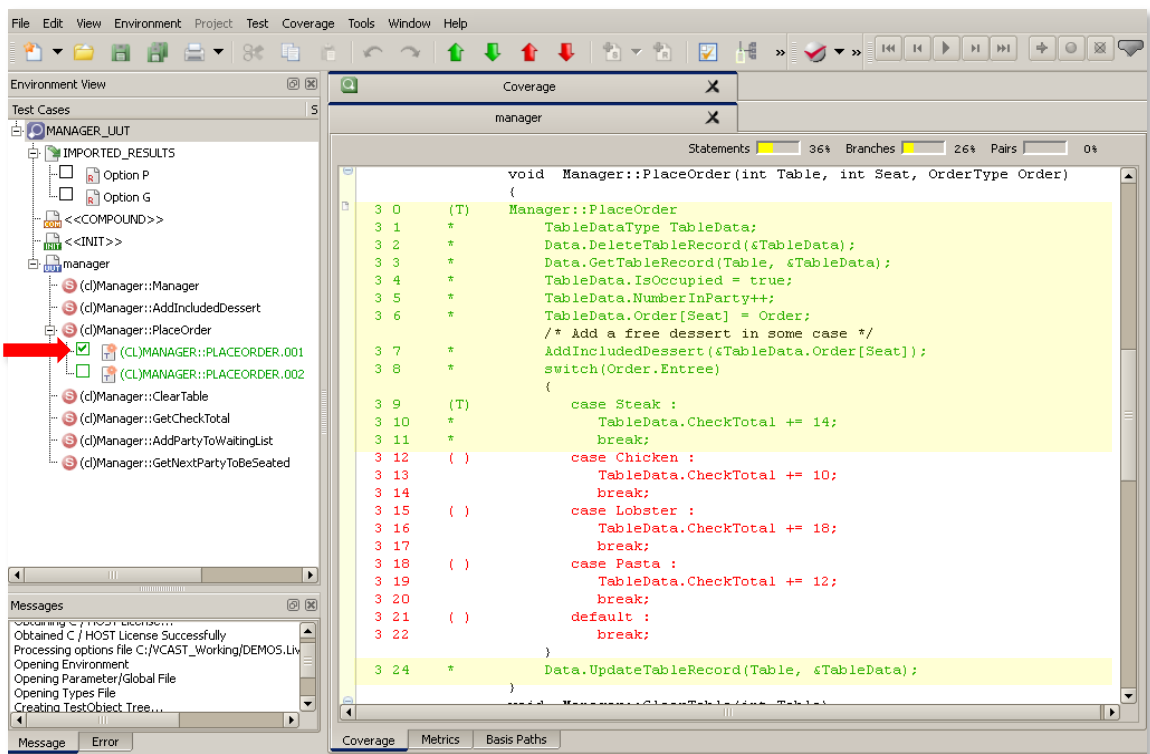 File Edit View Environment Project Test Coverage Tools Window Help
Environment View
Test Cases S
MANAGER_UUT
IMPORTED_RESULTS
Option P
Option G
<<COMPOUND>>
<<INIT>>
manager
(cl)Manager::Manager
(cl)Manager::AddIncludedDessert
(cl)Manager::PlaceOrder
(CL)MANAGER::PLACEORDER.001
(CL)MANAGER::PLACEORDER.002
(cl)Manager::ClearTable
(cl)Manager::GetCheckTotal
(cl)Manager::AddPartyToWaitingList
(cl)Manager::GetNextPartyToBeSeated
Messages
Obtaining C / HOST License...
Obtained C / HOST License Successfully
Processing options file C:/VCAST_Working/DEMOS.Liv
Opening Environment
Opening Parameter/Global File
Opening Types File
Creating TestObject Tree...
Message Error
Coverage
manager
Statements 36% Branches 26% Pairs 0%
void Manager::PlaceOrder(int Table, int Seat, OrderType Order)
{
3 0 (T) Manager::PlaceOrder
3 1 * TableDataType TableData;
3 2 * Data.DeleteTableRecord(&TableData);
3 3 * Data.GetTableRecord(Table, &TableData);
3 4 * TableData.IsOccupied = true;
3 5 * TableData.NumberInParty++;
3 6 * TableData.Order[Seat] = Order;
/* Add a free dessert in some case */
3 7 * AddIncludedDessert(&TableData.Order[Seat]);
3 8 * switch(Order.Entree)
{
3 9 (T) case Steak :
3 10 * TableData.CheckTotal += 14;
3 11 * break;
3 12 ( ) case Chicken :
3 13 TableData.CheckTotal += 10;
3 14 break;
3 15 ( ) case Lobster :
3 16 TableData.CheckTotal += 18;
3 17 break;
3 18 ( ) case Pasta :
3 19 TableData.CheckTotal += 12;
3 20 break;
3 21 ( ) default :
3 22 break;
}
3 24 * Data.UpdateTableRecord(Table, &TableData);
}
void Manager::ClearTable(int Table)
Coverage Metrics Basis Paths